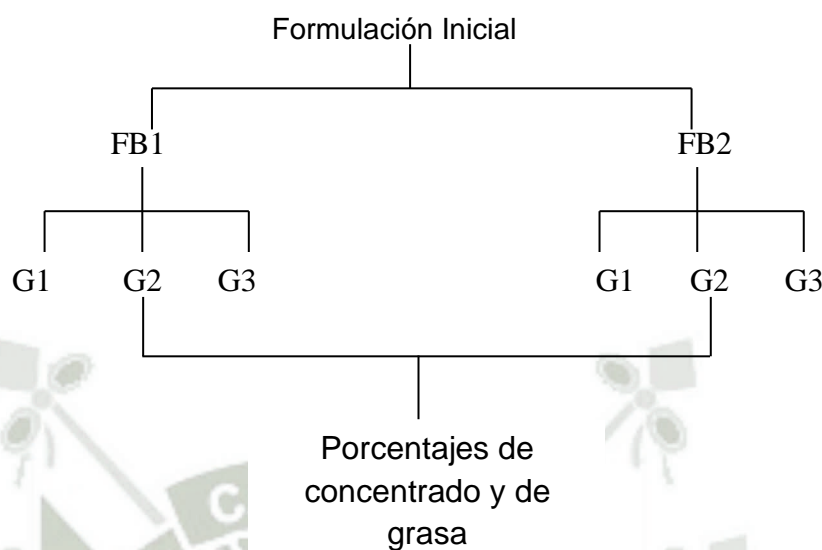 Formulación Inicial
FB1 FB2
G1 G2 G3 G1 G2 G3
Porcentajes de
concentrado y de
grasa
C